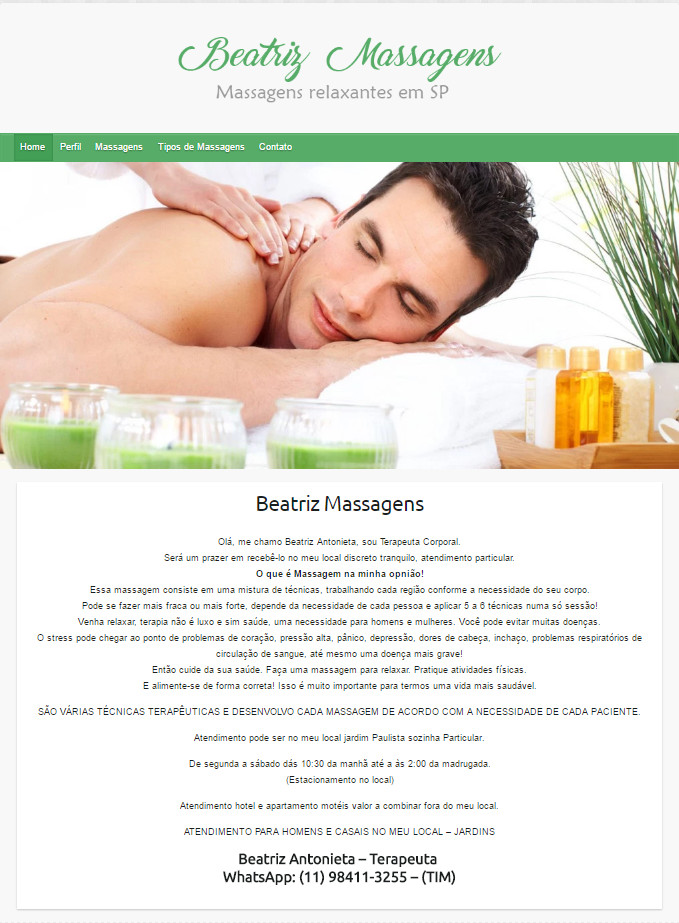 Beatriz Massagens
Massagens relaxantes em SP
Home Perfil Massagens Tipos de Massagens Contato
Beatriz Massagens
Olá, me chamo Beatriz Antonieta, sou Terapeuta Corporal.
Será um prazer em recebê-lo no meu local discreto tranquilo, atendimento particular.
O que é Massagem na minha opnião!
Essa massagem consiste em uma mistura de técnicas, trabalhando cada região conforme a necessidade do seu corpo.
Pode se fazer mais fraca ou mais forte, depende da necessidade de cada pessoa e aplicar 5 a 6 técnicas numa só sessão!
Venha relaxar, terapia não é luxo e sim saúde, uma necessidade para homens e mulheres. Você pode evitar muitas doenças.
O stress pode chegar ao ponto de problemas de coração, pressão alta, pânico, depressão, dores de cabeça, inchaço, problemas respiratórios de
circulação de sangue, até mesmo uma doença mais grave!
Então cuide da sua saúde. Faça uma massagem para relaxar. Pratique atividades físicas.
E alimente-se de forma correta! Isso é muito importante para termos uma vida mais saudável.
SÃO VÁRIAS TÉCNICAS TERAPÊUTICAS E DESENVOLVO CADA MASSAGEM DE ACORDO COM A NECESSIDADE DE CADA PACIENTE.
Atendimento pode ser no meu local jardim Paulista sozinha Particular.
De segunda a sábado dás 10:30 da manhã até a ás 2:00 da madrugada.
(Estacionamento no local)
Atendimento hotel e apartamento motéis valor a combinar fora do meu local.
ATENDIMENTO PARA HOMENS E CASAIS NO MEU LOCAL – JARDINS
Beatriz Antonieta – Terapeuta
WhatsApp: (11) 98411-3255 – (TIM)